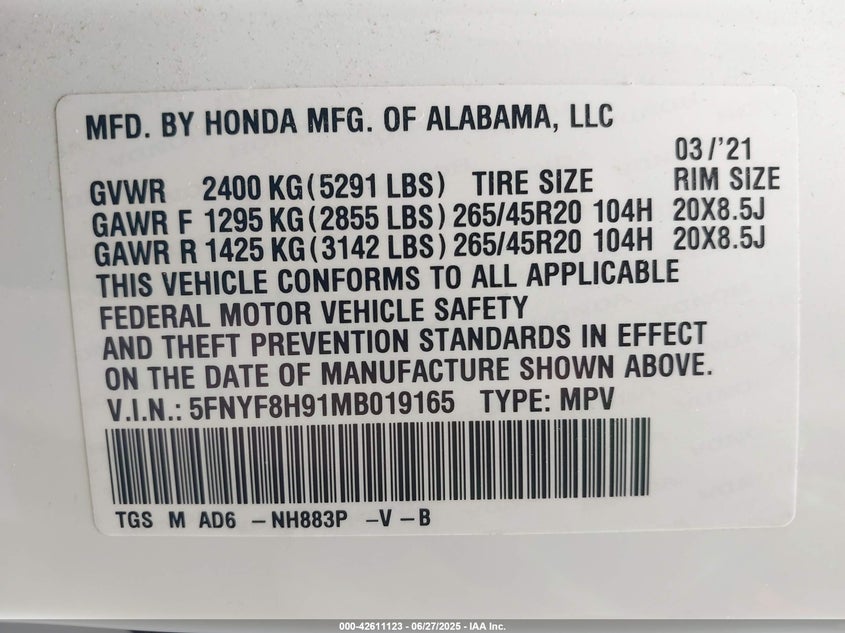 MFD. BY HONDA MFG. OF ALABAMA, LLC
03/'21
GVWR 2400 KG(5291 LBS) TIRE SIZE RIM SIZE
GAWR F 1295 KG(2855 LBS) 265/45R20 104H 20X8.5J
GAWR R 1425 KG(3142 LBS) 265/45R20 104H 20X8.5J
THIS VEHICLE CONFORMS TO ALL APPLICABLE
FEDERAL MOTOR VEHICLE SAFETY
AND THEFT PREVENTION STANDARDS IN EFFECT
ON THE DATE OF MANUFACTURE SHOWN ABOVE.
V.I.N.: 5FNYF8H91MB019165 TYPE: MPV
TGS M AD6 -NH883P -V -B
000-42611123 - 06/27/2025 - IAA Inc.